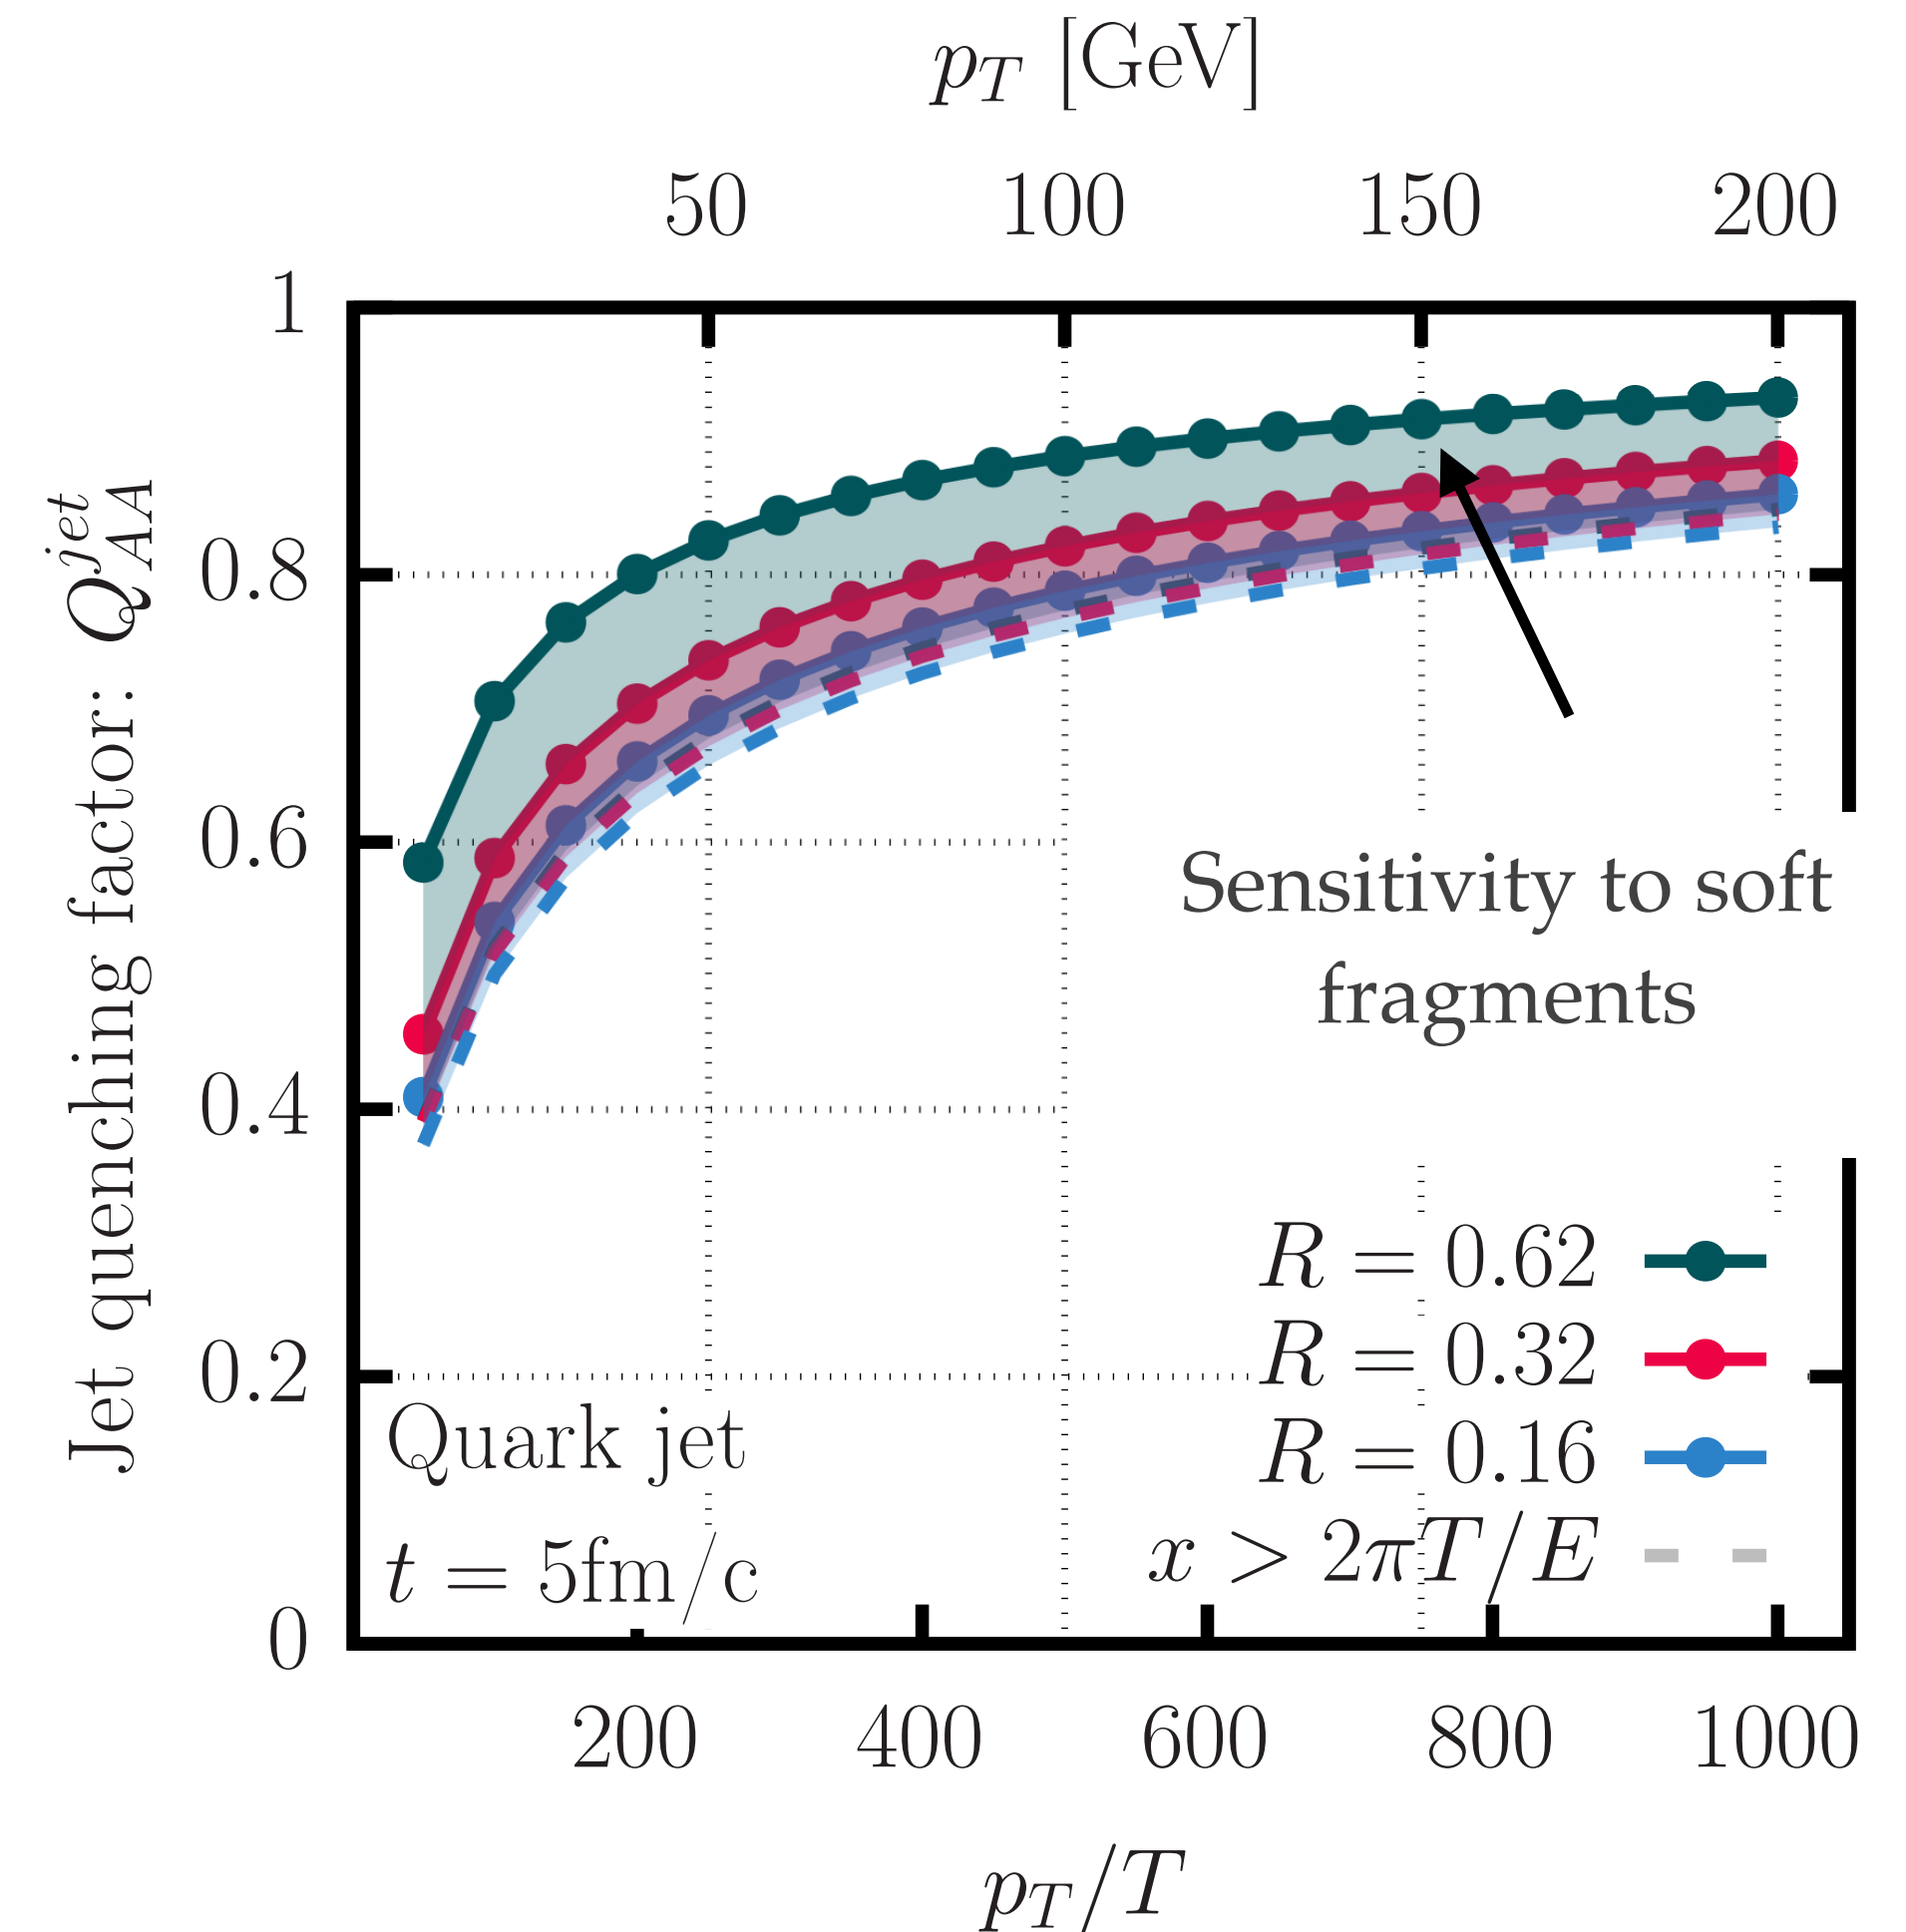 p_T [GeV]
50 100 150 200
Jet quenching factor: Q_{AA}^{jet}
1
0.8
0.6
0.4
0.2
0
Sensitivity to soft
fragments
R = 0.62
R = 0.32
R = 0.16
x > 2πT/E
Quark jet
t = 5fm/c
200 400 600 800 1000
p_T/T